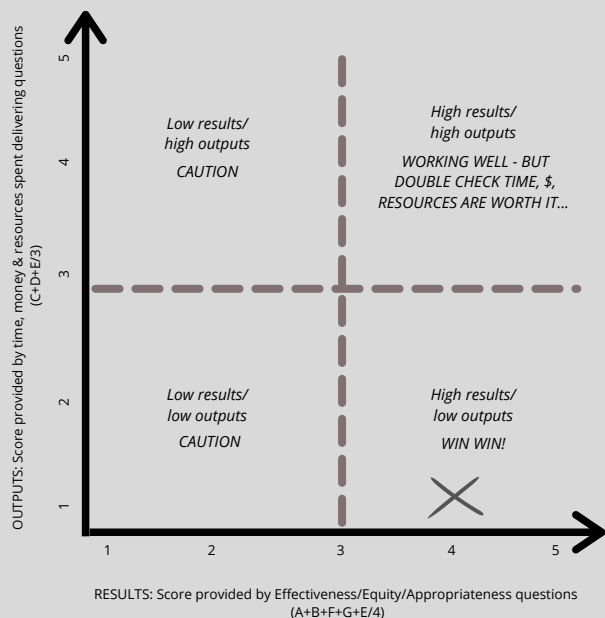 OUTPUTS: Score provided by time, money & resources spent delivering questions
(C+D+E/3)
5
4
3
2
1
Low results/
high outputs
CAUTION
High results/
high outputs
WORKING WELL - BUT
DOUBLE CHECK TIME, $,
RESOURCES ARE WORTH IT...
Low results/
low outputs
CAUTION
High results/
low outputs
WIN WIN!
1
2
3
4
5
RESULTS: Score provided by Effectiveness/Equity/Appropriateness questions
(A+B+F+G+E/4)